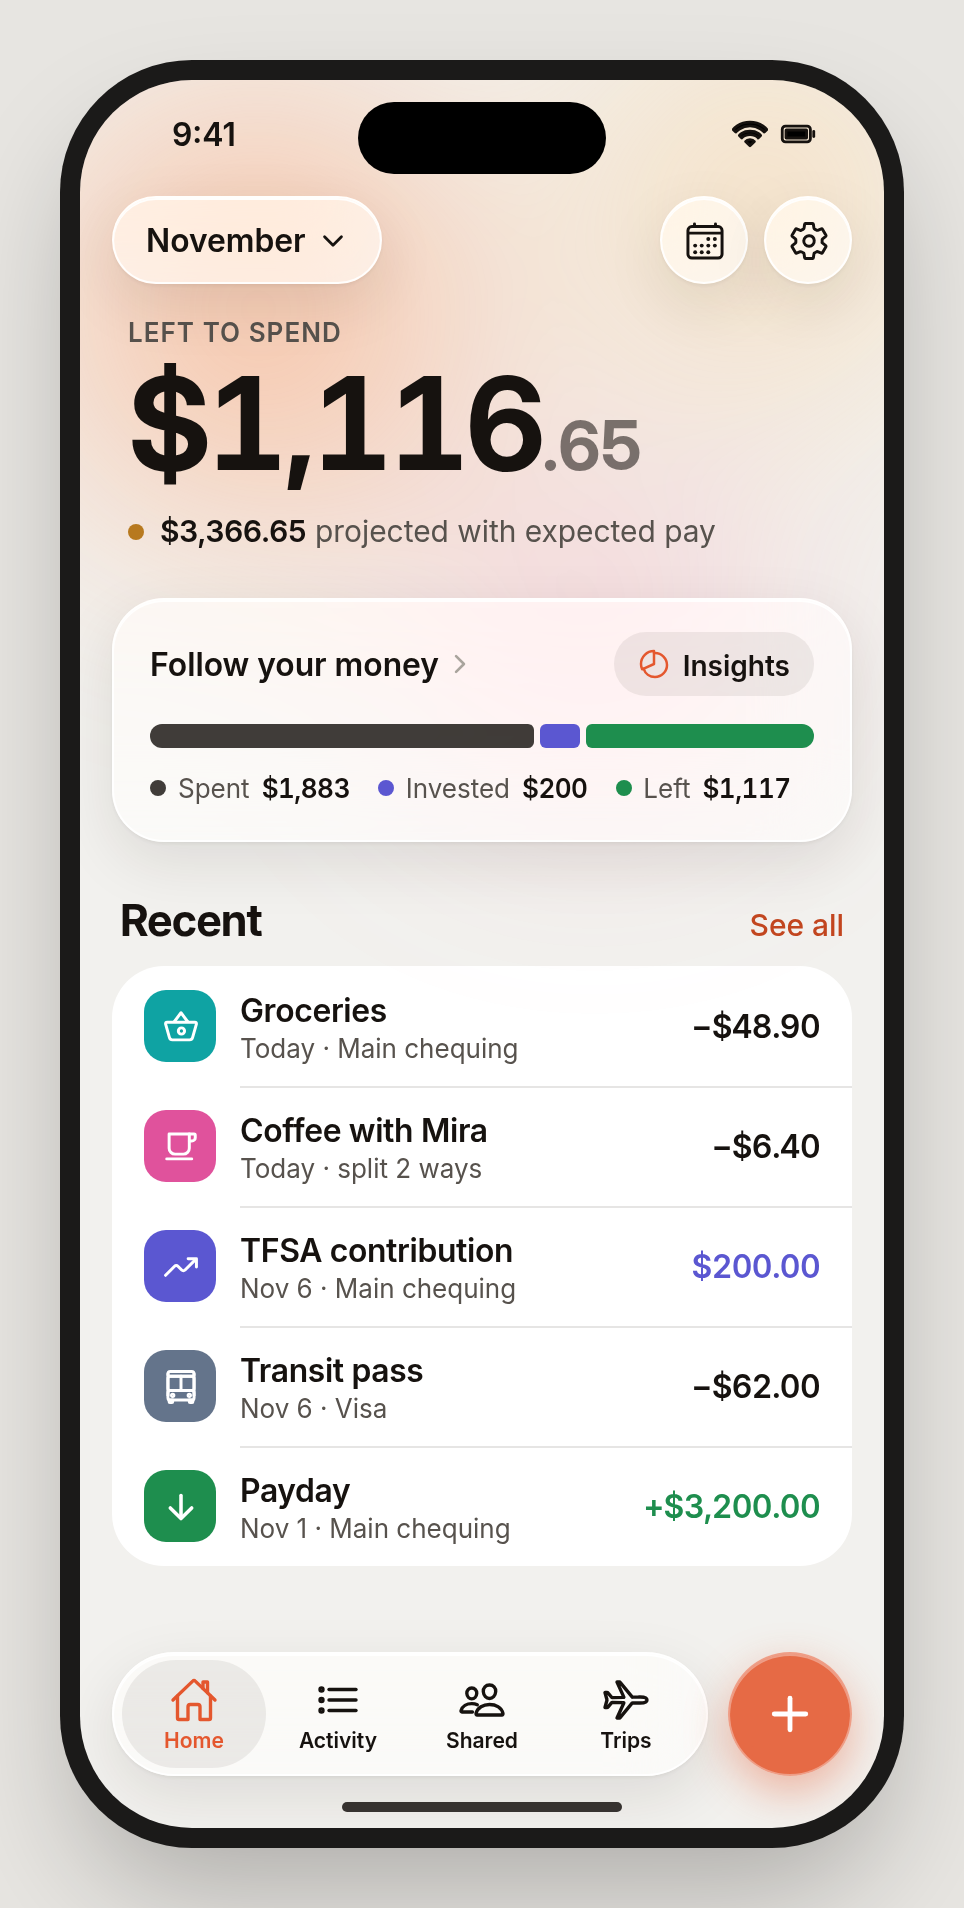 9:41
November
LEFT TO SPEND
$1,116.65
$3,366.65 projected with expected pay
Follow your money
Insights
Spent $1,883 Invested $200 Left $1,117
Recent
See all
Groceries
Today · Main chequing
–$48.90
Coffee with Mira
Today · split 2 ways
–$6.40
TFSA contribution
Nov 6 · Main chequing
$200.00
Transit pass
Nov 6 · Visa
–$62.00
Payday
Nov 1 · Main chequing
+$3,200.00
Home
Activity
Shared
Trips